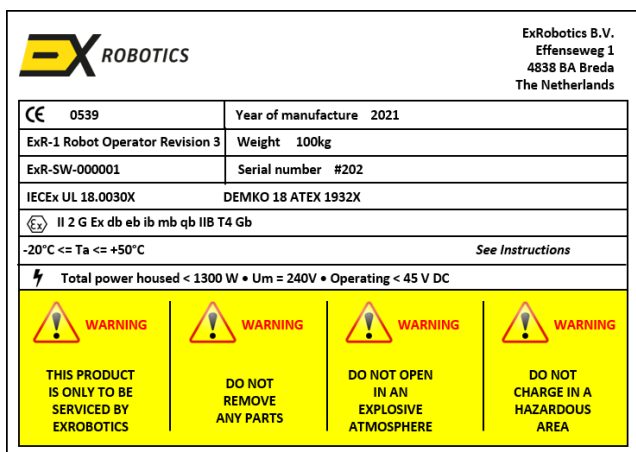 EX ROBOTICS
ExRobotics B.V.
Effenseweg 1
4838 BA Breda
The Netherlands
CE 0539
Year of manufacture 2021
ExR-1 Robot Operator Revision 3
Weight 100kg
ExR-SW-000001
Serial number #202
IECEx UL 18.0030X DEMKO 18 ATEX 1932X
Ex II 2 G Ex db eb ib mb qb IIB T4 Gb
-20°C <= Ta <= +50°C See Instructions
Total power housed < 1300 W • Um = 240V • Operating < 45 V DC
WARNING
THIS PRODUCT
IS ONLY TO BE
SERVICED BY
EXROBOTICS
WARNING
DO NOT
REMOVE
ANY PARTS
WARNING
DO NOT OPEN
IN AN
EXPLOSIVE
ATMOSPHERE
WARNING
DO NOT
CHARGE IN A
HAZARDOUS
AREA